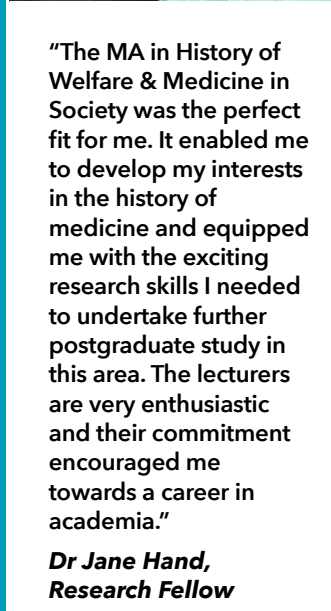 “The MA in History of
Welfare & Medicine in
Society was the perfect
fit for me. It enabled me
to develop my interests
in the history of
medicine and equipped
me with the exciting
research skills I needed
to undertake further
postgraduate study in
this area. The lecturers
are very enthusiastic
and their commitment
encouraged me
towards a career in
academia.”
Dr Jane Hand,
Research Fellow